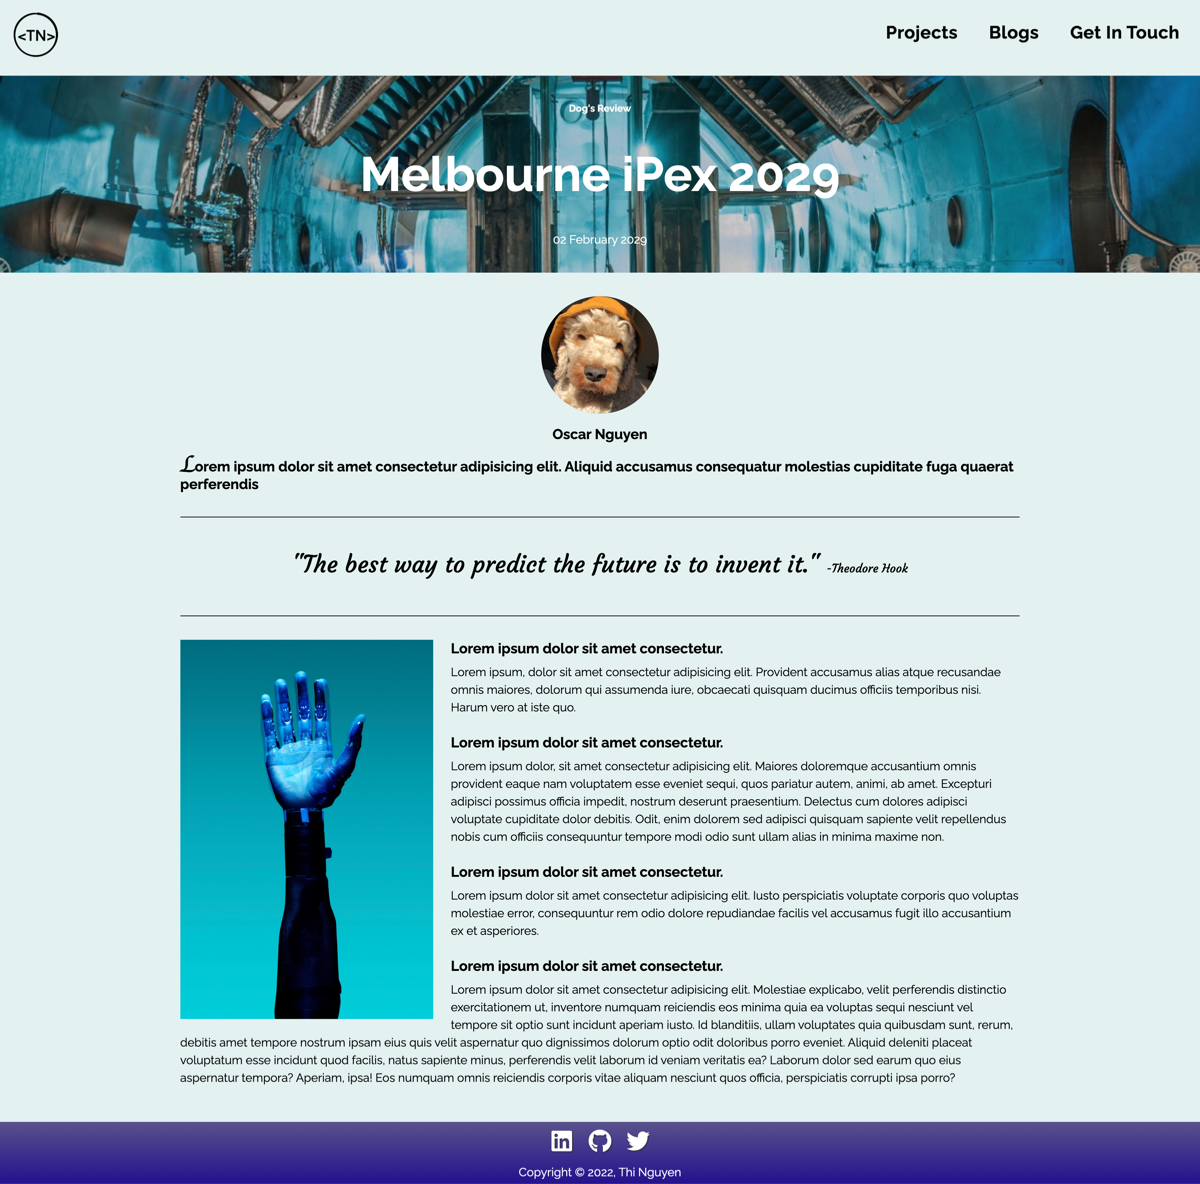 <TN>
Projects Blogs Get In Touch
Dog's Review
Melbourne iPex 2029
02 February 2029
Oscar Nguyen
Lorem ipsum dolor sit amet consectetur adipisicing elit. Aliquid accusamus consequatur molestias cupiditate fuga quaerat
perferendis
"The best way to predict the future is to invent it." -Theodore Hook
Lorem ipsum dolor sit amet consectetur.
Lorem ipsum, dolor sit amet consectetur adipisicing elit. Provident accusamus alias atque recusandae
omnis maiores, dolorum qui assumenda iure, obcaecati quisquam ducimus officiis temporibus nisi.
Harum vero at iste quo.
Lorem ipsum dolor sit amet consectetur.
Lorem ipsum dolor, sit amet consectetur adipisicing elit. Maiores doloremque accusantium omnis
provident eaque nam voluptatem esse eveniet sequi, quos pariatur autem, animi, ab amet. Excepturi
adipisci possimus officia impedit, nostrum deserunt praesentium. Delectus cum dolores adipisci
voluptate cupiditate dolor debitis. Odit, enim dolorem sed adipisci quisquam sapiente velit repellendus
nobis cum officiis consequuntur tempore modi odio sunt ullam alias in minima maxime non.
Lorem ipsum dolor sit amet consectetur.
Lorem ipsum dolor sit amet consectetur adipisicing elit. Iusto perspiciatis voluptate corporis quo voluptas
molestiae error, consequuntur rem odio dolore repudiandae facilis vel accusamus fugit illo accusantium
ex et asperiores.
Lorem ipsum dolor sit amet consectetur.
Lorem ipsum dolor sit amet consectetur adipisicing elit. Molestiae explicabo, velit perferendis distinctio
exercitationem ut, inventore numquam reiciendis eos minima quia ea voluptas sequi nesciunt vel
tempore sit optio sunt incidunt aperiam iusto. Id blanditiis, ullam voluptates quia quibusdam sunt, rerum,
debitis amet tempore nostrum ipsam eius quis velit aspernatur quo dignissimos dolorum optio odit doloribus porro eveniet. Aliquid deleniti placeat
voluptatum esse incidunt quod facilis, natus sapiente minus, perferendis velit laborum id veniam veritatis ea? Laborum dolor sed earum quo eius
aspernatur tempora? Aperiam, ipsa! Eos numquam omnis reiciendis corporis vitae aliquam nesciunt quos officia, perspiciatis corrupti ipsa porro?
in
Copyright © 2022, Thi Nguyen